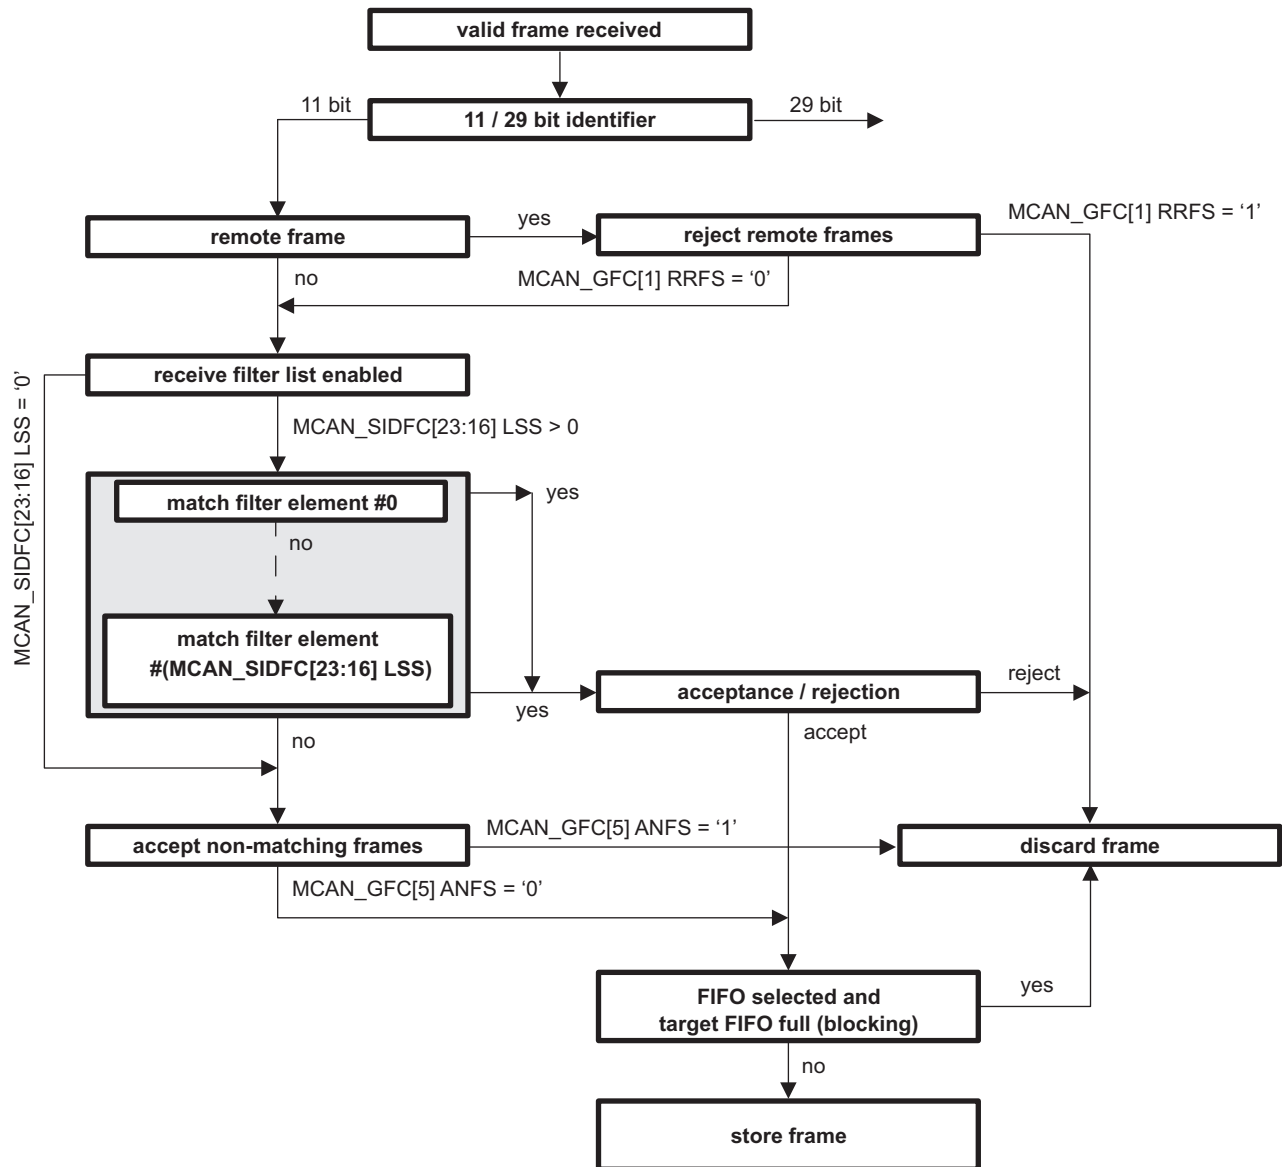 valid frame received
11 bit
11 / 29 bit identifier
29 bit
remote frame
yes
reject remote frames
MCAN_GFC[1] RRFS = ‘1’
no
MCAN_GFC[1] RRFS = ‘0’
receive filter list enabled
MCAN_SIDFC[23:16] LSS = ‘0’
MCAN_SIDFC[23:16] LSS > 0
match filter element #0
yes
no
match filter element
#(MCAN_SIDFC[23:16] LSS)
yes
acceptance / rejection
reject
no
accept
accept non-matching frames
MCAN_GFC[5] ANFS = ‘1’
discard frame
MCAN_GFC[5] ANFS = ‘0’
FIFO selected and
target FIFO full (blocking)
yes
no
store frame